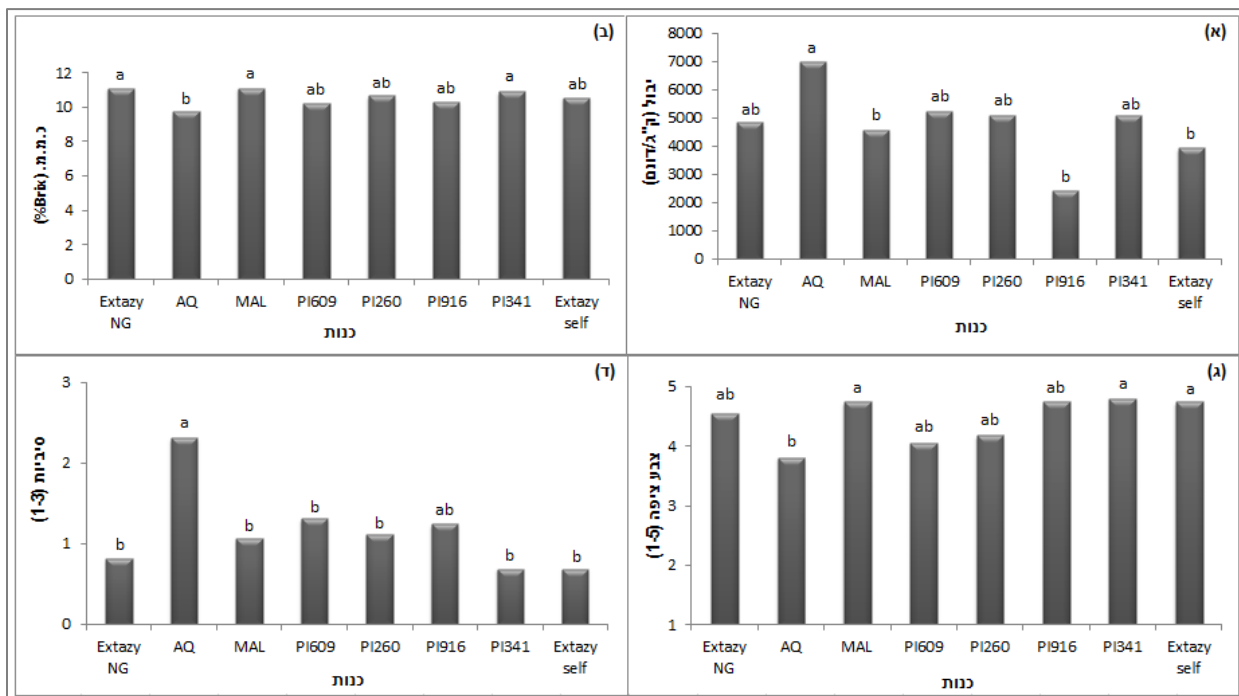 (א)
יבול (ק"ג/דונם)
8000
7000
6000
5000
4000
3000
2000
1000
0
ab a b ab ab b ab b
Extazy NG AQ MAL PI609 PI260 PI916 PI341 Extazy self
כנות
(ב)
כ.מ.מ. (Brix%)
12
10
8
6
4
2
0
a b a ab ab ab a ab
Extazy NG AQ MAL PI609 PI260 PI916 PI341 Extazy self
כנות
(ג)
צבע ציפה (1-5)
5
4
3
2
1
ab b a ab ab ab a a
Extazy NG AQ MAL PI609 PI260 PI916 PI341 Extazy self
כנות
(ד)
סיביות (1-3)
3
2
1
0
b a b b b ab b b
Extazy NG AQ MAL PI609 PI260 PI916 PI341 Extazy self
כנות